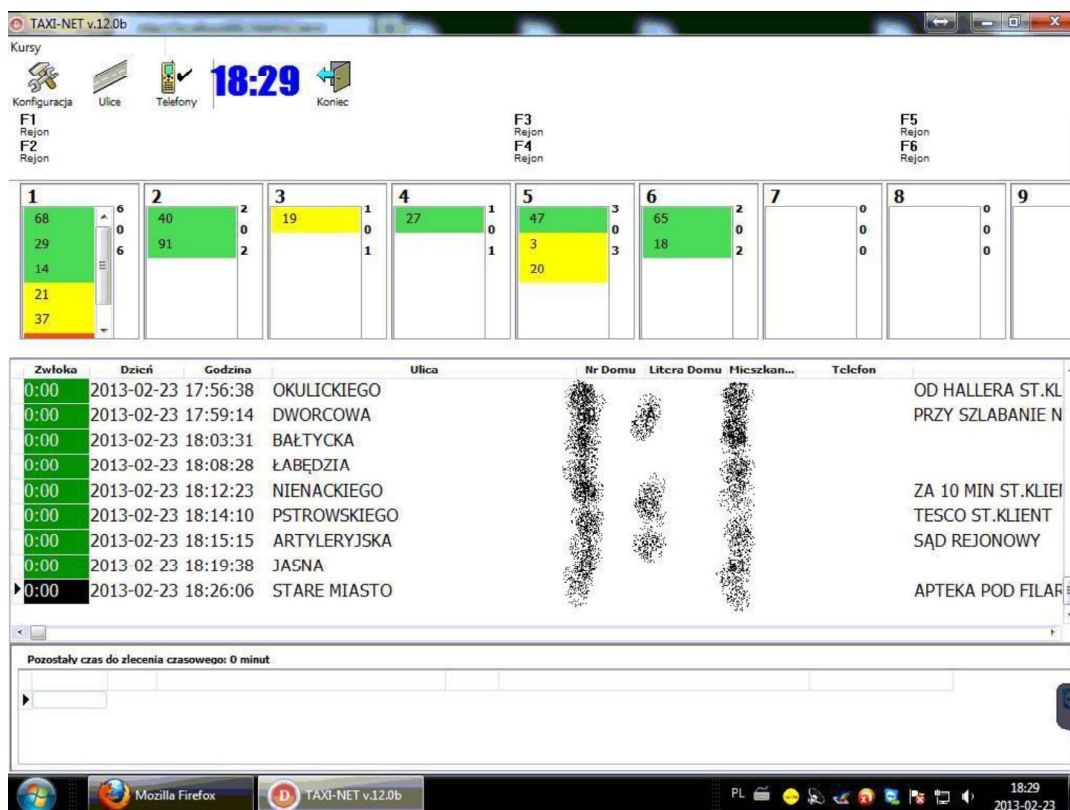 TAXI-NET v.12.0b
Kursy
18:29
Konfiguracja Ulice Telefony Koniec
F1 F3 F5
Rejon Rejon Rejon
F2 F4 F6
Rejon Rejon Rejon
1 2 3 4 5 6 7 8 9
6 2 1 1 3 2 0 0
68 40 19 27 47 65
0 0 0 0 0 0 0 0
29 91 3 18
6 2 1 1 3 2 0 0
14 20
21
37
Zwłoka Dzień Godzina Ulica Nr Domu Litera Domu Mieszkan... Telefon
0:00 2013-02-23 17:56:38 OKULICKIEGO OD HALLERA ST.KL
0:00 2013-02-23 17:59:14 DWORCOWA A PRZY SZLABANIE N
0:00 2013-02-23 18:03:31 BAŁTYCKA
0:00 2013-02-23 18:08:28 ŁABĘDZIA
0:00 2013-02-23 18:12:23 NIENACKIEGO ZA 10 MIN ST.KLIEN
0:00 2013-02-23 18:14:10 PSTROWSKIEGO TESCO ST.KLIENT
0:00 2013-02-23 18:15:15 ARTYLERYJSKA SĄD REJONOWY
0:00 2013-02-23 18:19:38 JASNA
0:00 2013-02-23 18:26:06 STARE MIASTO APTEKA POD FILAR
Pozostały czas do zlecenia czasowego: 0 minut
Mozilla Firefox TAXI-NET v.12.0b PL 18:29
2013-02-23